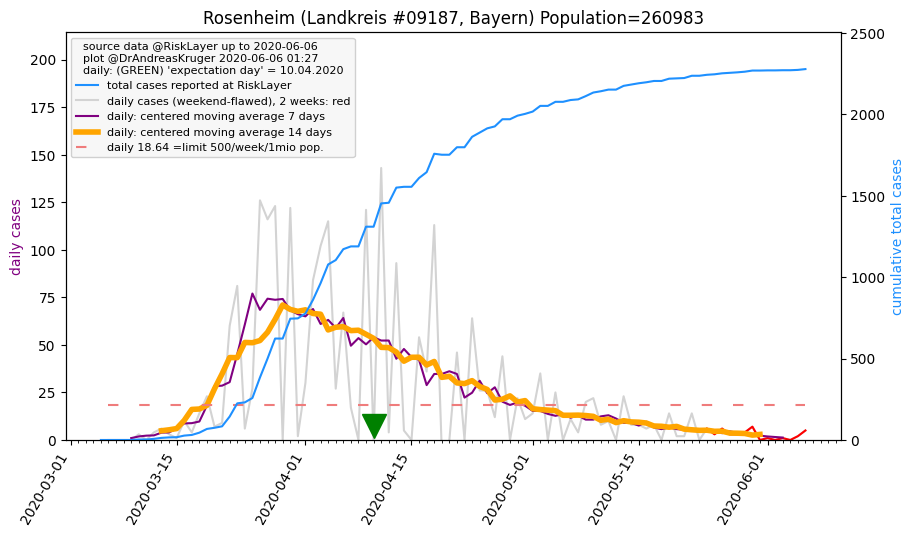 Rosenheim (Landkreis #09187, Bayern) Population=260983
source data @RiskLayer up to 2020-06-06
plot @DrAndreasKruger 2020-06-06 01:27
daily: (GREEN) 'expectation day' = 10.04.2020
total cases reported at RiskLayer
daily cases (weekend-flawed), 2 weeks: red
daily: centered moving average 7 days
daily: centered moving average 14 days
daily 18.64 =limit 500/week/1mio pop.
daily cases
200
175
150
125
100
75
50
25
0
cumulative total cases
2500
2000
1500
1000
500
0
2020-03-01
2020-03-15
2020-04-01
2020-04-15
2020-05-01
2020-05-15
2020-06-01